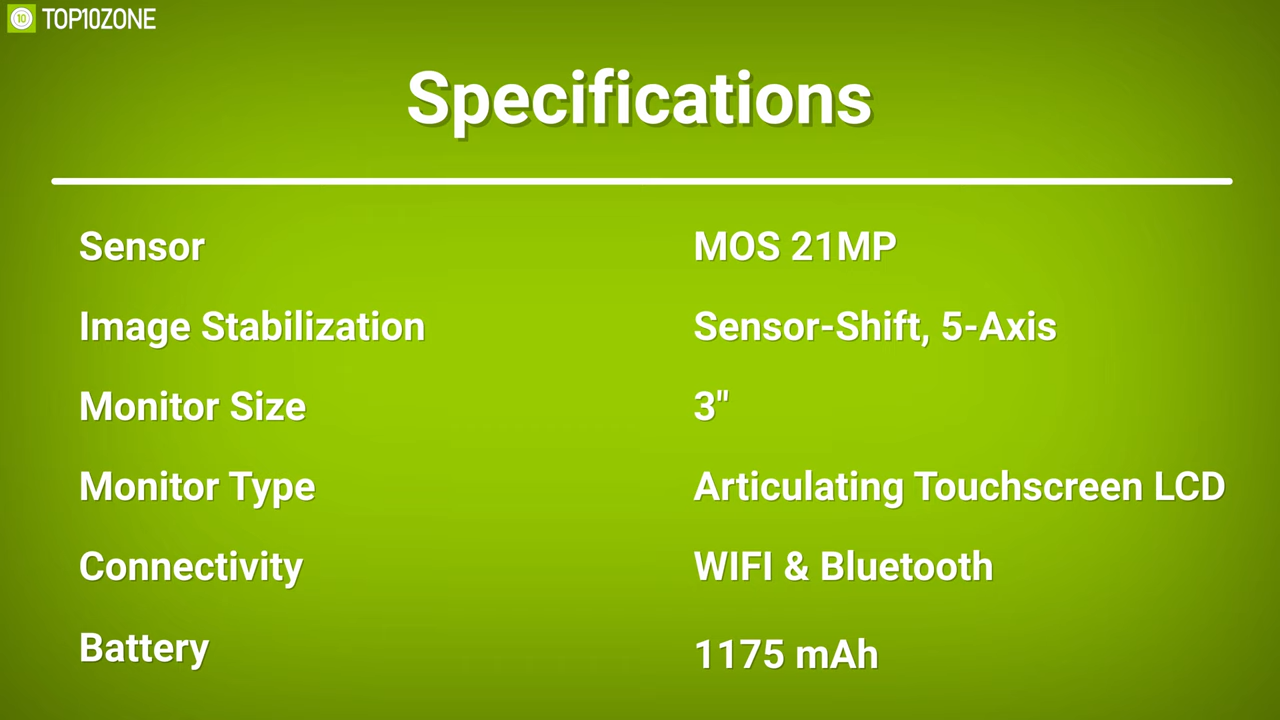 10 TOP10ZONE
Specifications
Sensor MOS 21MP
Image Stabilization Sensor-Shift, 5-Axis
Monitor Size 3"
Monitor Type Articulating Touchscreen LCD
Connectivity WIFI & Bluetooth
Battery 1175 mAh